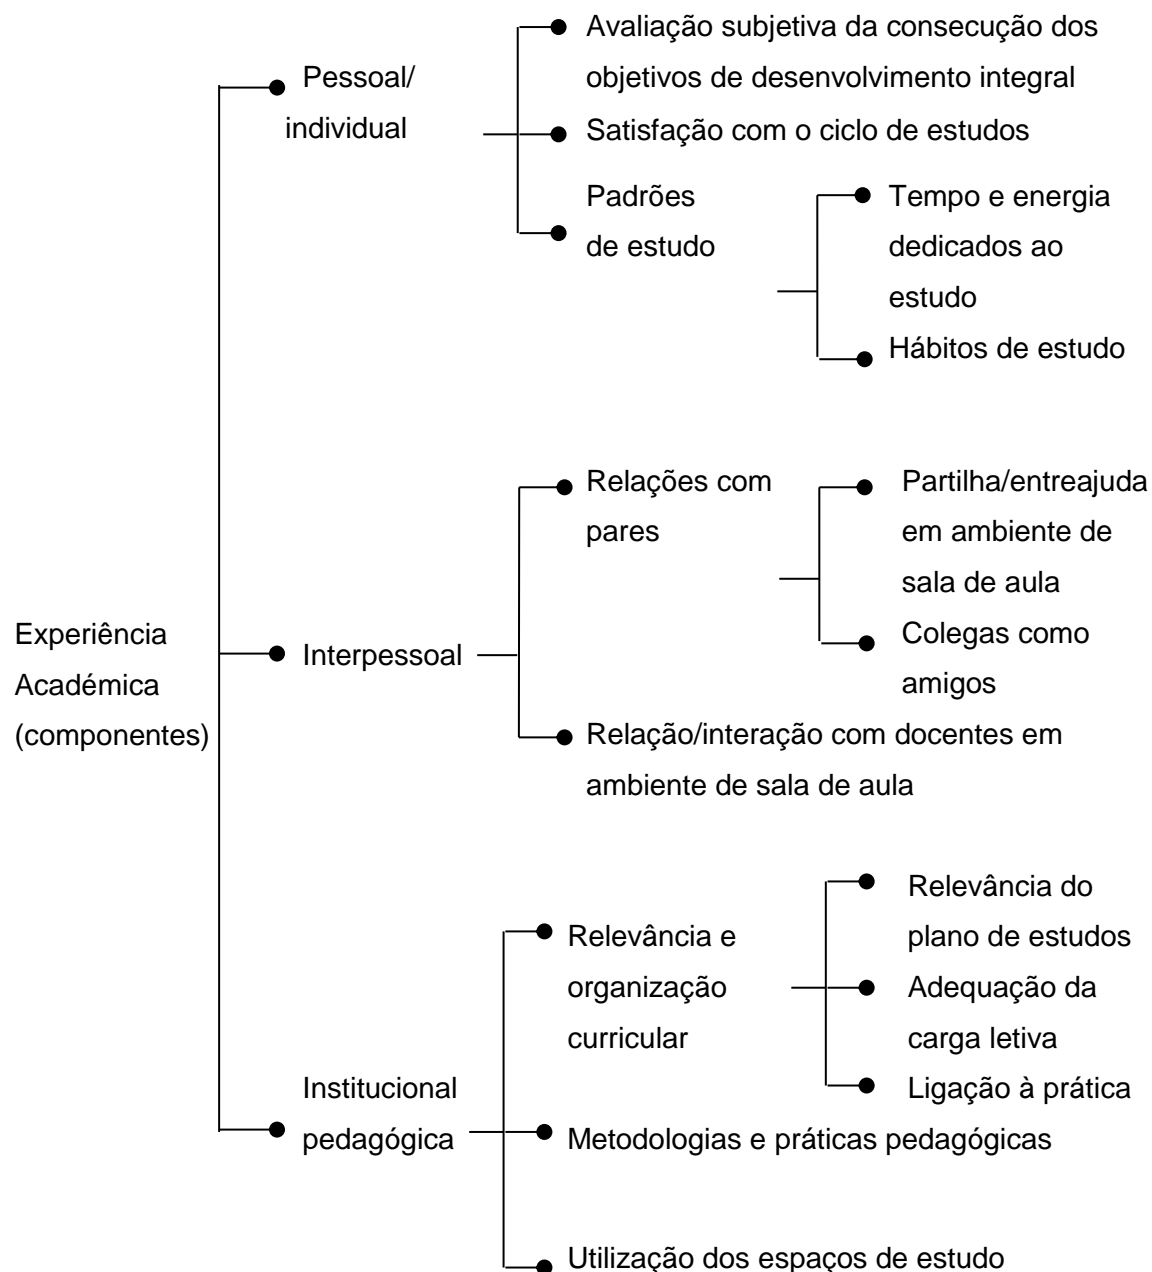 Avaliação subjetiva da consecução dos
objetivos de desenvolvimento integral
Pessoal/
individual
Satisfação com o ciclo de estudos
Padrões
de estudo
Tempo e energia
dedicados ao
estudo
Hábitos de estudo
Experiência
Académica
(componentes)
Interpessoal
Relações com
pares
Partilha/entreajuda
em ambiente de
sala de aula
Colegas como
amigos
Relação/interação com docentes em
ambiente de sala de aula
Institucional
pedagógica
Relevância e
organização
curricular
Relevância do
plano de estudos
Adequação da
carga letiva
Ligação à prática
Metodologias e práticas pedagógicas
Utilização dos espaços de estudo